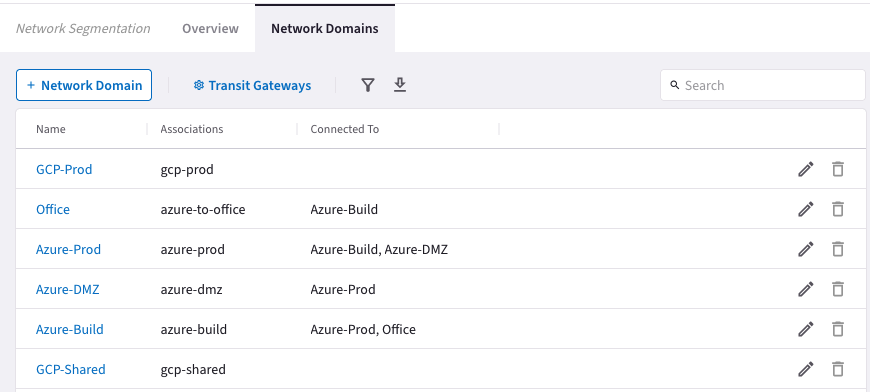 Network Segmentation Overview Network Domains
+ Network Domain Transit Gateways Search
Name Associations Connected To
GCP-Prod gcp-prod
Office azure-to-office Azure-Build
Azure-Prod azure-prod Azure-Build, Azure-DMZ
Azure-DMZ azure-dmz Azure-Prod
Azure-Build azure-build Azure-Prod, Office
GCP-Shared gcp-shared